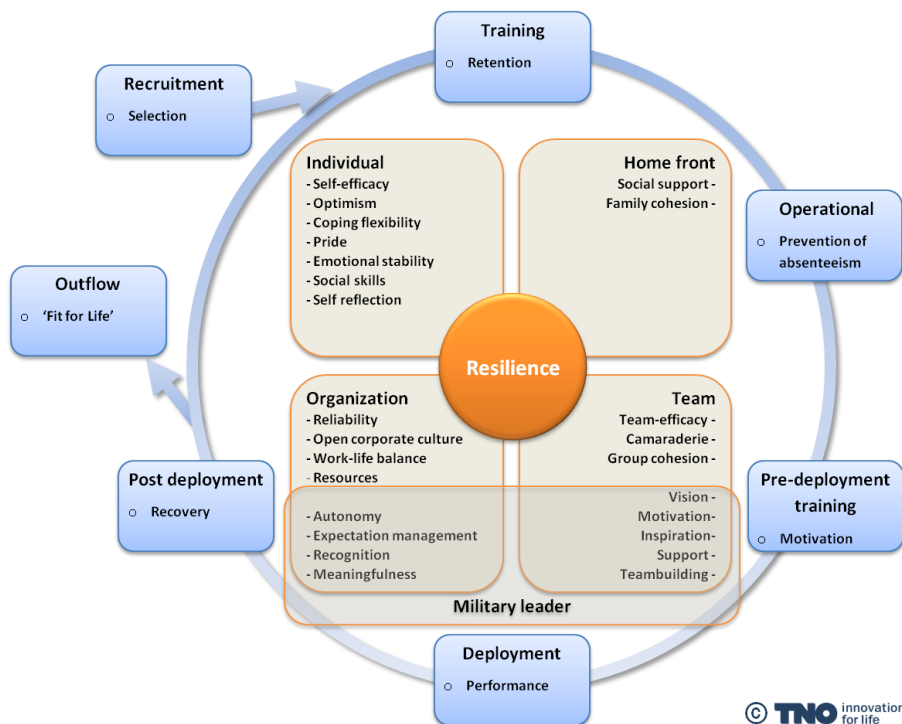 Training
○ Retention
Recruitment
○ Selection
Individual
- Self-efficacy
- Optimism
- Coping flexibility
- Pride
- Emotional stability
- Social skills
- Self reflection
Home front
Social support -
Family cohesion -
Operational
○ Prevention of
absenteeism
Outflow
○ ‘Fit for Life’
Resilience
Organization
- Reliability
- Open corporate culture
- Work-life balance
- Resources
- Autonomy
- Expectation management
- Recognition
- Meaningfulness
Team
Team-efficacy -
Camaraderie -
Group cohesion -
Vision -
Motivation-
Inspiration-
Support -
Teambuilding -
Military leader
Post deployment
○ Recovery
Pre-deployment
training
○ Motivation
Deployment
○ Performance
© TNO innovation
for life